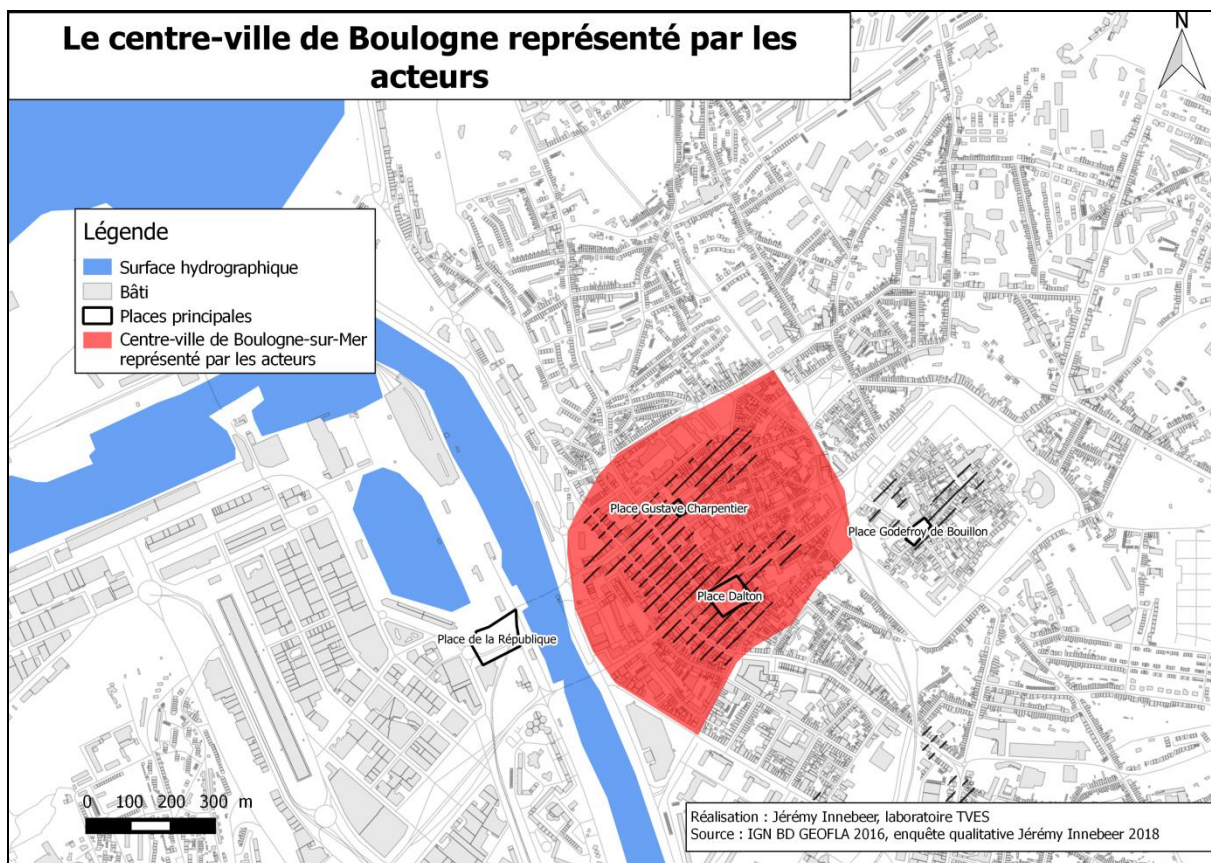 Le centre-ville de Boulogne représenté par les
acteurs
N
Légende
Surface hydrographique
Bâti
Places principales
Centre-ville de Boulogne-sur-Mer
représenté par les acteurs
Place Gustave Charpentier
Place Godefroy de Bouillon
Place Dalton
Place de la République
0 100 200 300 m
Réalisation : Jérémy Innebeer, laboratoire TVES
Source : IGN BD GEOFLA 2016, enquête qualitative Jérémy Innebeer 2018